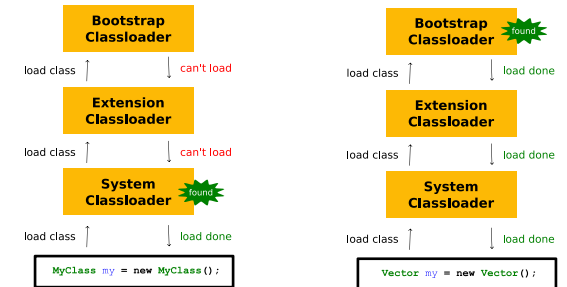 Bootstrap
Classloader
load class
can't load
Extension
Classloader
load class
can't load
System
Classloader
found
load class
load done
MyClass my = new MyClass();
Bootstrap
Classloader
found
load class
load done
Extension
Classloader
load class
load done
System
Classloader
load class
load done
Vector my = new Vector();